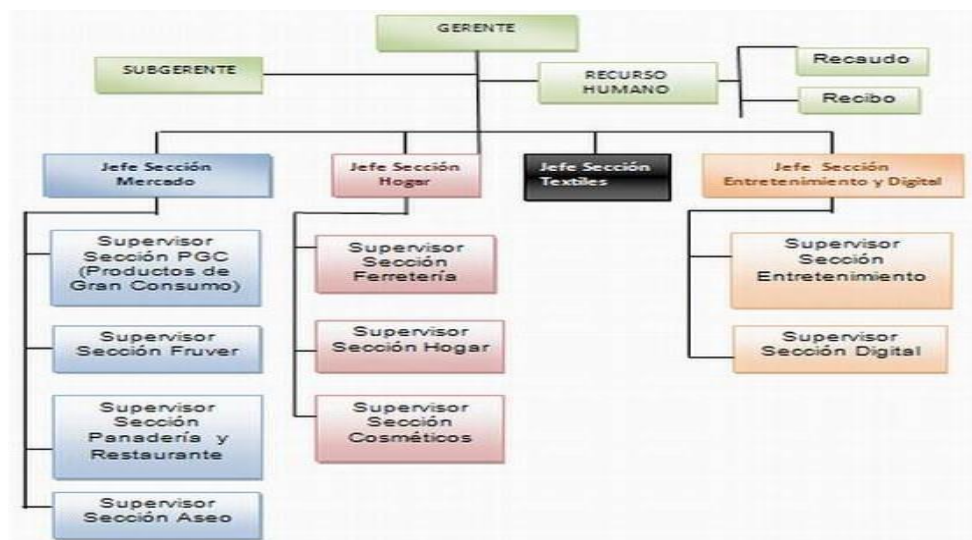 GERENTE
SUBGERENTE
RECURSO
HUMANO
Recaudo
Recibo
Jefe Sección
Mercado
Jefe Sección
Hogar
Jefe Sección
Textiles
Jefe Sección
Entretenimiento y Digital
Supervisor
Sección PGC
(Productos de
Gran Consumo)
Supervisor
Sección Fruver
Supervisor
Sección
Panadería y
Restaurante
Supervisor
Sección Aseo
Supervisor
Sección
Ferretería
Supervisor
Sección Hogar
Supervisor
Sección
Cosméticos
Supervisor
Sección
Entretenimiento
Supervisor
Sección Digital